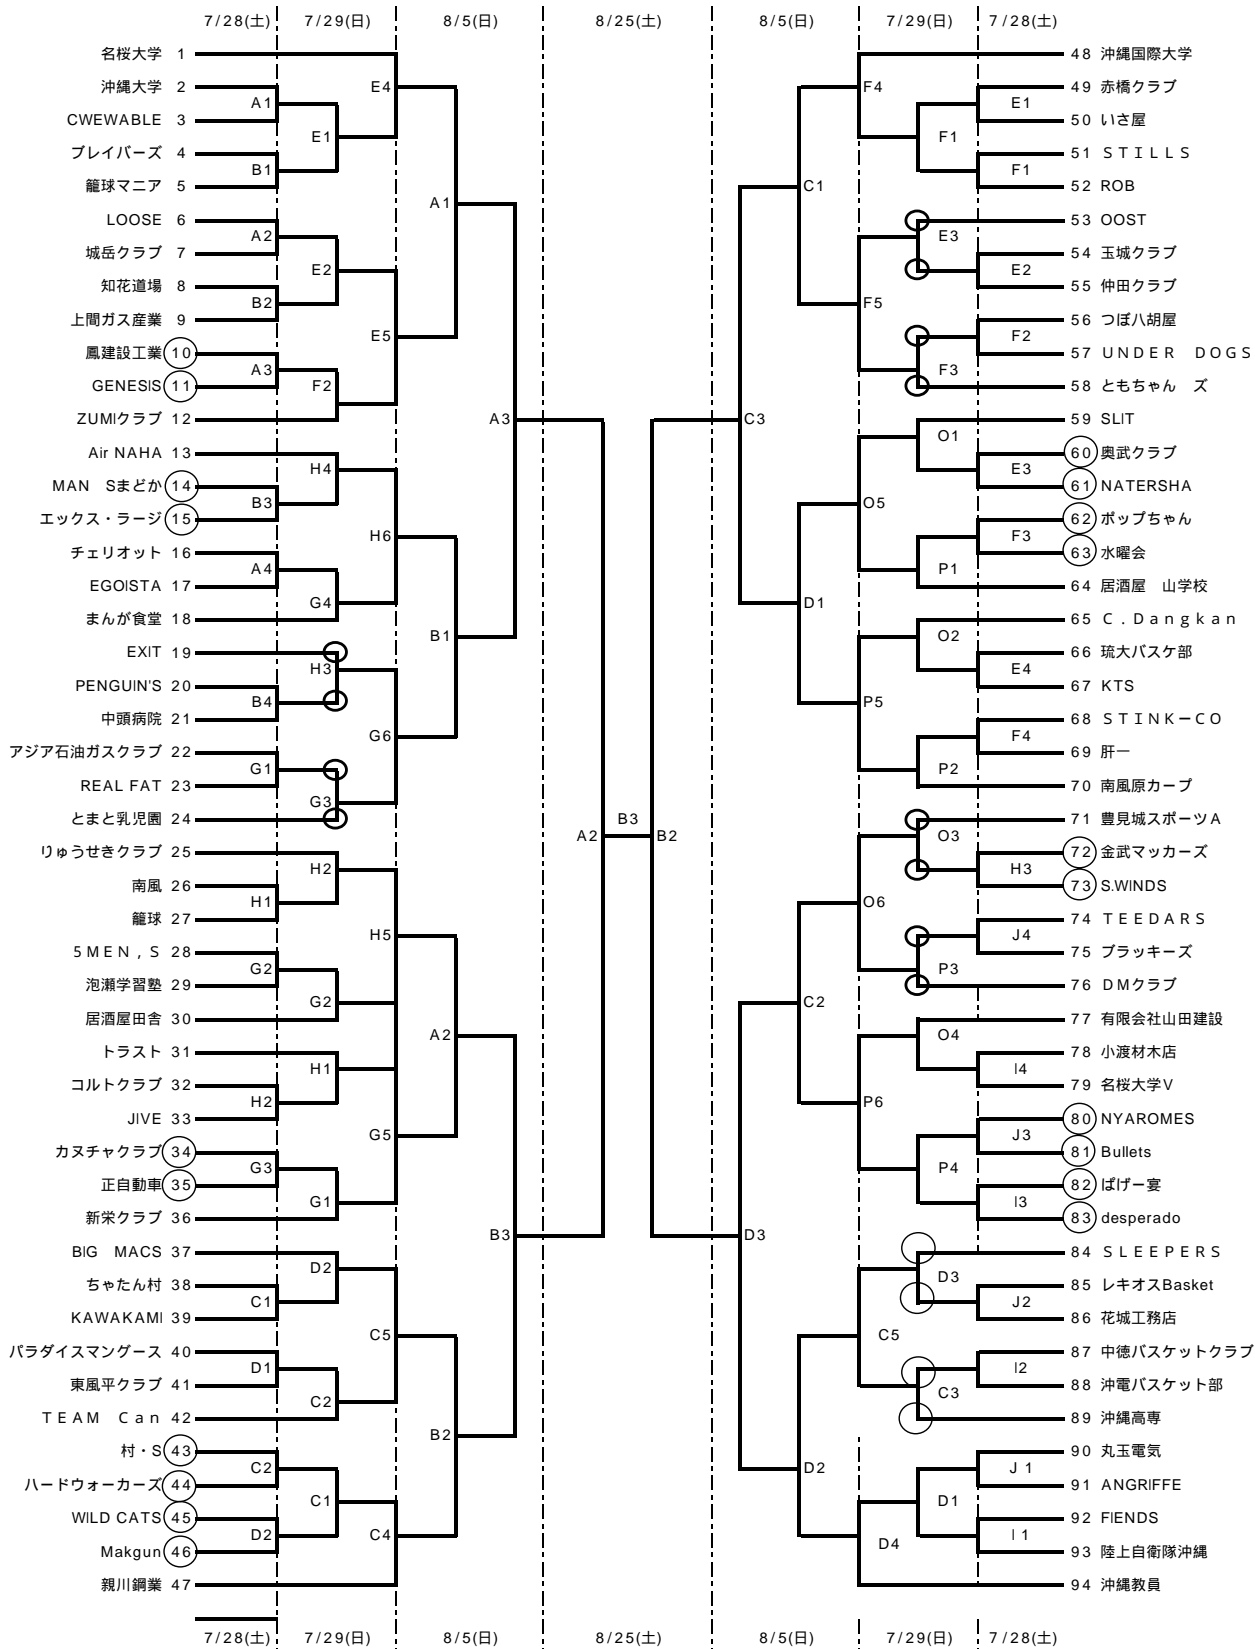 7/28(土) 7/29(日) 8/5(日) 8/25(土) 8/5(日) 7/29(日) 7/28(土)
名桜大学 1
沖縄大学 2
CWEWABLE 3
ブレイバーズ 4
籠球マニア 5
LOOSE 6
城岳クラブ 7
知花道場 8
上間ガス産業 9
鳳建設工業 10
GENESIS 11
ZUMIクラブ 12
Air NAHA 13
MAN Sまどか 14
エックス・ラージ 15
チェリオット 16
EGOISTA 17
まんが食堂 18
EXIT 19
PENGUIN'S 20
中頭病院 21
アジア石油ガスクラブ 22
REAL FAT 23
とまと乳児園 24
りゅうせきクラブ 25
南風 26
籠球 27
5MEN,S 28
泡瀬学習塾 29
居酒屋田舎 30
トラスト 31
コルトクラブ 32
JIVE 33
カヌチャクラブ 34
正自動車 35
新栄クラブ 36
BIG MACS 37
ちゃたん村 38
KAWAKAMI 39
パラダイスマングース 40
東風平クラブ 41
TEAM Can 42
村・S 43
ハードウォーカーズ 44
WILD CATS 45
Makgun 46
親川鋼業 47
A1
B1
A2
B2
A3
B3
A4
B4
G1
H1
G2
H2
G3
C1
D1
C2
D2
E1
E2
F2
H4
G4
H3
G3
H2
G2
H1
G1
D2
C2
C1
E4
E5
H6
G6
H5
G5
C5
C4
A1
B1
A2
B2
A3
B3
A2
B3
B2
C3
D3
C1
D1
C2
D2
F4
F5
O5
P5
O6
P6
C5
D4
F1
E3
F3
O1
P1
O2
P2
O3
P3
O4
P4
D3
C3
D1
E1
F1
E2
F2
E3
F3
E4
F4
H3
J4
I4
J3
I3
J2
I2
J1
I1
48 沖縄国際大学
49 赤橋クラブ
50 いさ屋
51 STILLS
52 ROB
53 OOST
54 玉城クラブ
55 仲田クラブ
56 つぼ八胡屋
57 UNDER DOGS
58 ともちゃん ズ
59 SLIT
60 奥武クラブ
61 NATERSHA
62 ポップちゃん
63 水曜会
64 居酒屋 山学校
65 C.Dangkan
66 琉大バスケ部
67 KTS
68 STINKーCO
69 肝一
70 南風原カープ
71 豊見城スポーツA
72 金武マッカーズ
73 S.WINDS
74 TEEDARS
75 ブラッキーズ
76 DMクラブ
77 有限会社山田建設
78 小渡材木店
79 名桜大学V
80 NYAROMES
81 Bullets
82 ぱげー宴
83 desperado
84 SLEEPERS
85 レキオスBasket
86 花城工務店
87 中徳バスケットクラブ
88 沖電バスケット部
89 沖縄高専
90 丸玉電気
91 ANGRIFFE
92 FIENDS
93 陸上自衛隊沖縄
94 沖縄教員
7/28(土) 7/29(日) 8/5(日) 8/25(土) 8/5(日) 7/29(日) 7/28(土)